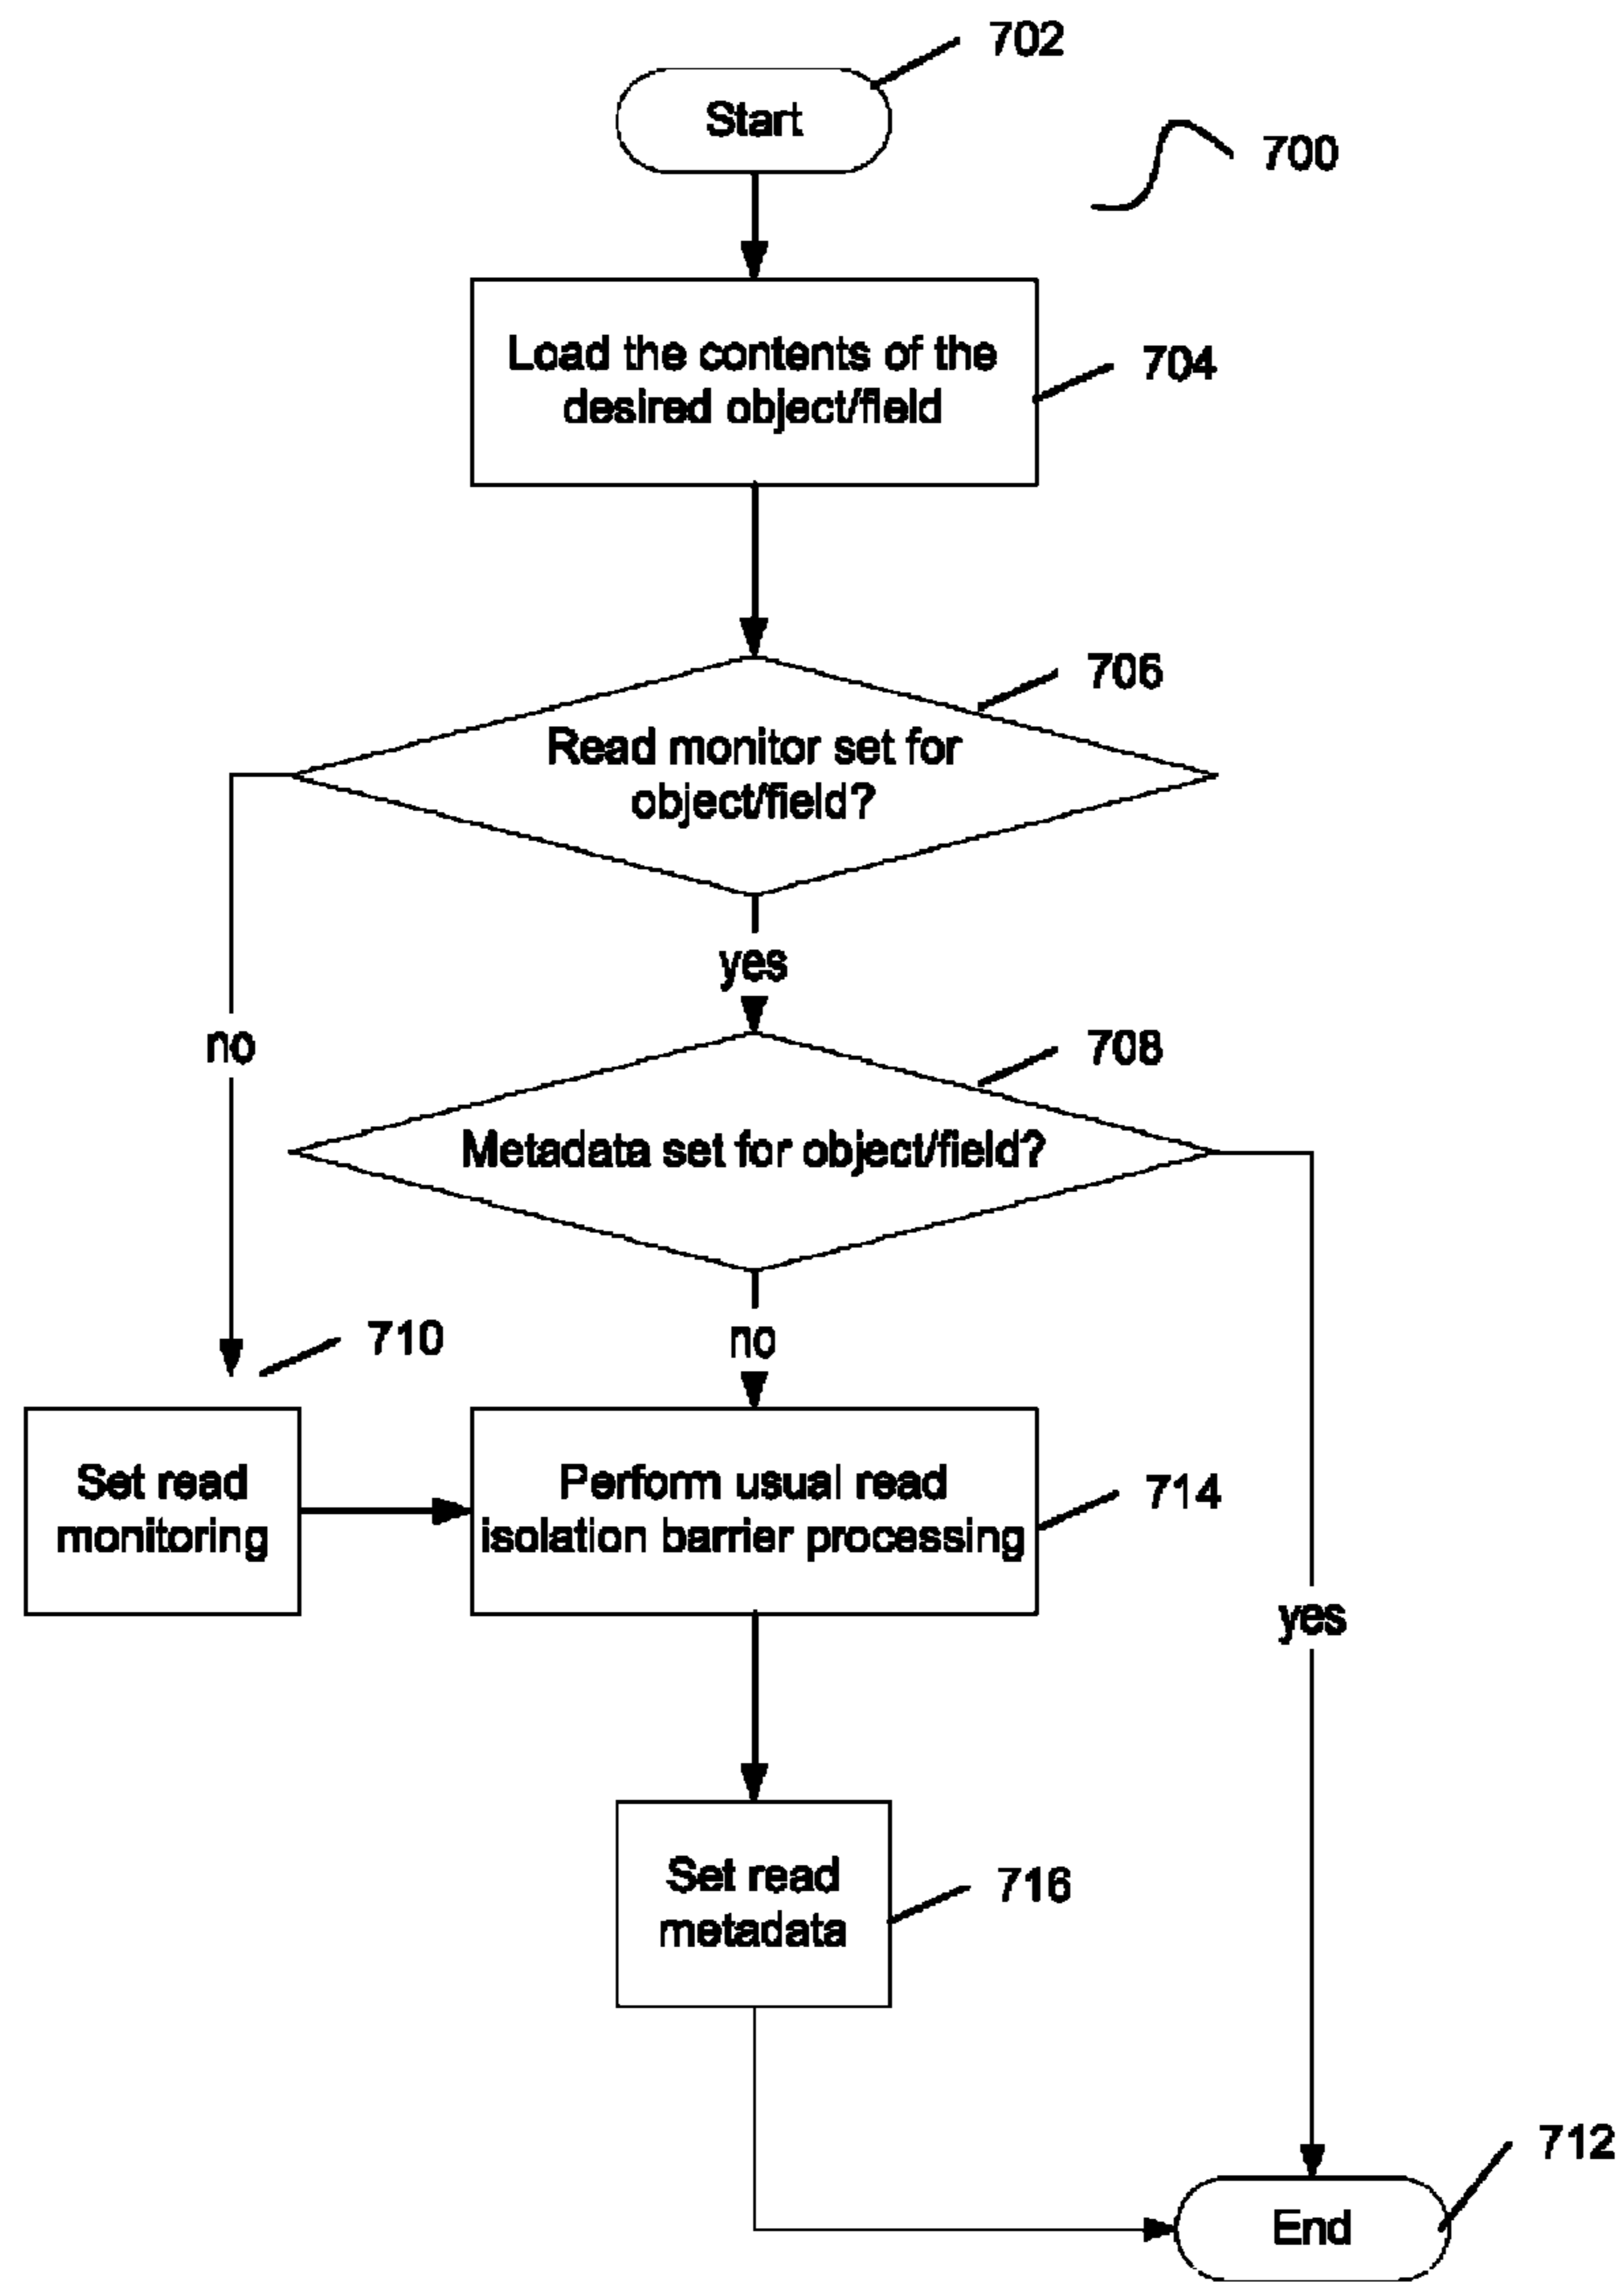 702
Start
700
Load the contents of the
desired object/field
704
706
Read monitor set for
object/field?
yes
no
708
Metadata set for object/field?
710
no
Set read
monitoring
Perform usual read
isolation barrier processing
714
yes
Set read
metadata
716
712
End